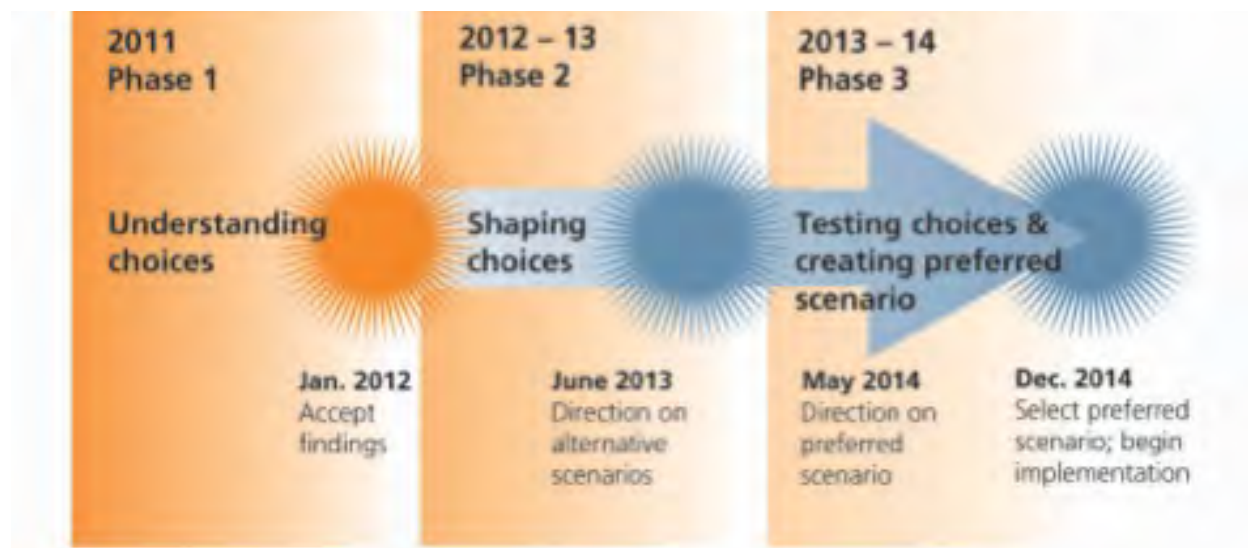 2011
Phase 1
2012 – 13
Phase 2
2013 – 14
Phase 3
Understanding
choices
Shaping
choices
Testing choices &
creating preferred
scenario
Jan. 2012
Accept
findings
June 2013
Direction on
alternative
scenarios
May 2014
Direction on
preferred
scenario
Dec. 2014
Select preferred
scenario; begin
implementation